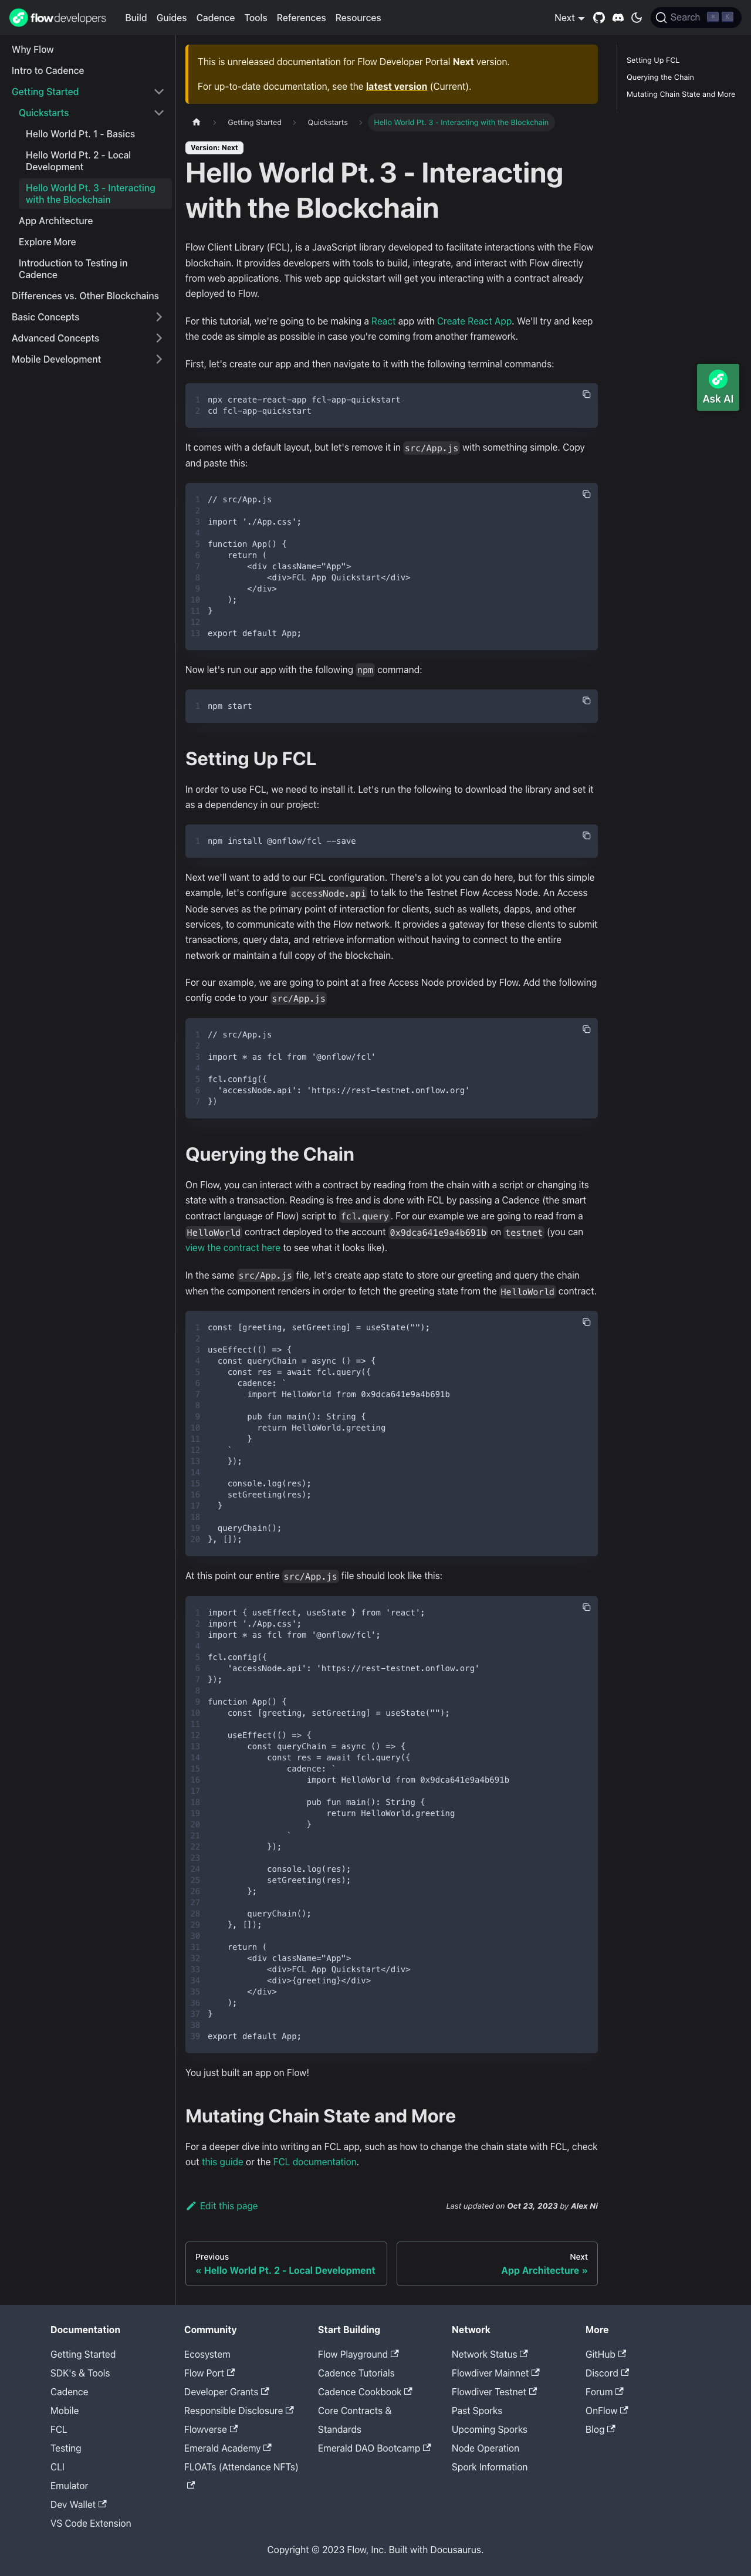 flowdevelopers
Build
Guides
Cadence
Tools
References
Resources
Next
Search
Why Flow
Intro to Cadence
Getting Started
Quickstarts
Hello World Pt. 1 - Basics
Hello World Pt. 2 - Local
Development
Hello World Pt. 3 - Interacting
with the Blockchain
App Architecture
Explore More
Introduction to Testing in
Cadence
Differences vs. Other Blockchains
Basic Concepts
Advanced Concepts
Mobile Development
This is unreleased documentation for Flow Developer Portal Next version.
For up-to-date documentation, see the latest version (Current).
Getting Started
Quickstarts
Hello World Pt. 3 - Interacting with the Blockchain
Version: Next
Hello World Pt. 3 - Interacting
with the Blockchain
Flow Client Library (FCL), is a JavaScript library developed to facilitate interactions with the Flow
blockchain. It provides developers with tools to build, integrate, and interact with Flow directly
from web applications. This web app quickstart will get you interacting with a contract already
deployed to Flow.
For this tutorial, we're going to be making a React app with Create React App. We'll try and keep
the code as simple as possible in case you're coming from another framework.
First, let's create our app and then navigate to it with the following terminal commands:
1 npx create-react-app fcl-app-quickstart
2 cd fcl-app-quickstart
It comes with a default layout, but let's remove it in src/App.js with something simple. Copy
and paste this:
1 // src/App.js
2
3 import './App.css';
4
5 function App() {
6     return (
7         <div className="App">
8             <div>FCL App Quickstart</div>
9         </div>
10     );
11 }
12
13 export default App;
Now let's run our app with the following npm command:
1 npm start
Setting Up FCL
In order to use FCL, we need to install it. Let's run the following to download the library and set it
as a dependency in our project:
1 npm install @onflow/fcl --save
Next we'll want to add to our FCL configuration. There's a lot you can do here, but for this simple
example, let's configure accessNode.api to talk to the Testnet Flow Access Node. An Access
Node serves as the primary point of interaction for clients, such as wallets, dapps, and other
services, to communicate with the Flow network. It provides a gateway for these clients to submit
transactions, query data, and retrieve information without having to connect to the entire
network or maintain a full copy of the blockchain.
For our example, we are going to point at a free Access Node provided by Flow. Add the following
config code to your src/App.js
1 // src/App.js
2
3 import * as fcl from '@onflow/fcl'
4
5 fcl.config({
6   'accessNode.api': 'https://rest-testnet.onflow.org'
7 })
Querying the Chain
On Flow, you can interact with a contract by reading from the chain with a script or changing its
state with a transaction. Reading is free and is done with FCL by passing a Cadence (the smart
contract language of Flow) script to fcl.query. For our example we are going to read from a
HelloWorld contract deployed to the account 0x9dca641e9a4b691b on testnet (you can
view the contract here to see what it looks like).
In the same src/App.js file, let's create app state to store our greeting and query the chain
when the component renders in order to fetch the greeting state from the HelloWorld contract.
1 const [greeting, setGreeting] = useState("");
2
3 useEffect(() => {
4   const queryChain = async () => {
5     const res = await fcl.query({
6       cadence: `
7         import HelloWorld from 0x9dca641e9a4b691b
8
9         pub fun main(): String {
10           return HelloWorld.greeting
11         }
12     `
13     });
14
15     console.log(res);
16     setGreeting(res);
17   }
18
19   queryChain();
20 }, []);
At this point our entire src/App.js file should look like this:
1 import { useEffect, useState } from 'react';
2 import './App.css';
3 import * as fcl from '@onflow/fcl';
4
5 fcl.config({
6     'accessNode.api': 'https://rest-testnet.onflow.org'
7 });
8
9 function App() {
10     const [greeting, setGreeting] = useState("");
11
12     useEffect(() => {
13         const queryChain = async () => {
14             const res = await fcl.query({
15                 cadence: `
16                     import HelloWorld from 0x9dca641e9a4b691b
17
18                     pub fun main(): String {
19                         return HelloWorld.greeting
20                     }
21                 `
22             });
23
24             console.log(res);
25             setGreeting(res);
26         };
27
28         queryChain();
29     }, []);
30
31     return (
32         <div className="App">
33             <div>FCL App Quickstart</div>
34             <div>{greeting}</div>
35         </div>
36     );
37 }
38
39 export default App;
You just built an app on Flow!
Mutating Chain State and More
For a deeper dive into writing an FCL app, such as how to change the chain state with FCL, check
out this guide or the FCL documentation.
Edit this page
Last updated on Oct 23, 2023 by Alex Ni
Previous
« Hello World Pt. 2 - Local Development
Next
App Architecture »
Setting Up FCL
Querying the Chain
Mutating Chain State and More
Ask AI
Documentation
Getting Started
SDK's & Tools
Cadence
Mobile
FCL
Testing
CLI
Emulator
Dev Wallet
VS Code Extension
Community
Ecosystem
Flow Port
Developer Grants
Responsible Disclosure
Flowverse
Emerald Academy
FLOATs (Attendance NFTs)
Start Building
Flow Playground
Cadence Tutorials
Cadence Cookbook
Core Contracts &
Standards
Emerald DAO Bootcamp
Network
Network Status
Flowdiver Mainnet
Flowdiver Testnet
Past Sporks
Upcoming Sporks
Node Operation
Spork Information
More
GitHub
Discord
Forum
OnFlow
Blog
Copyright © 2023 Flow, Inc. Built with Docusaurus.